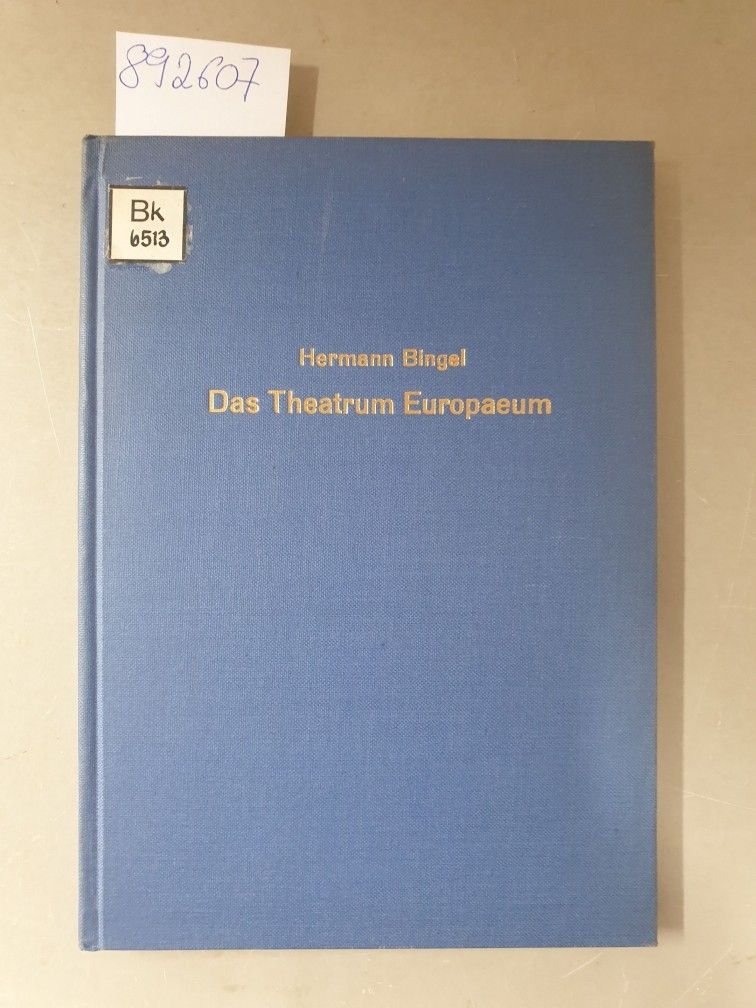 892607
Bk
6513
Hermann Bingel
Das Theatrum Europaeum